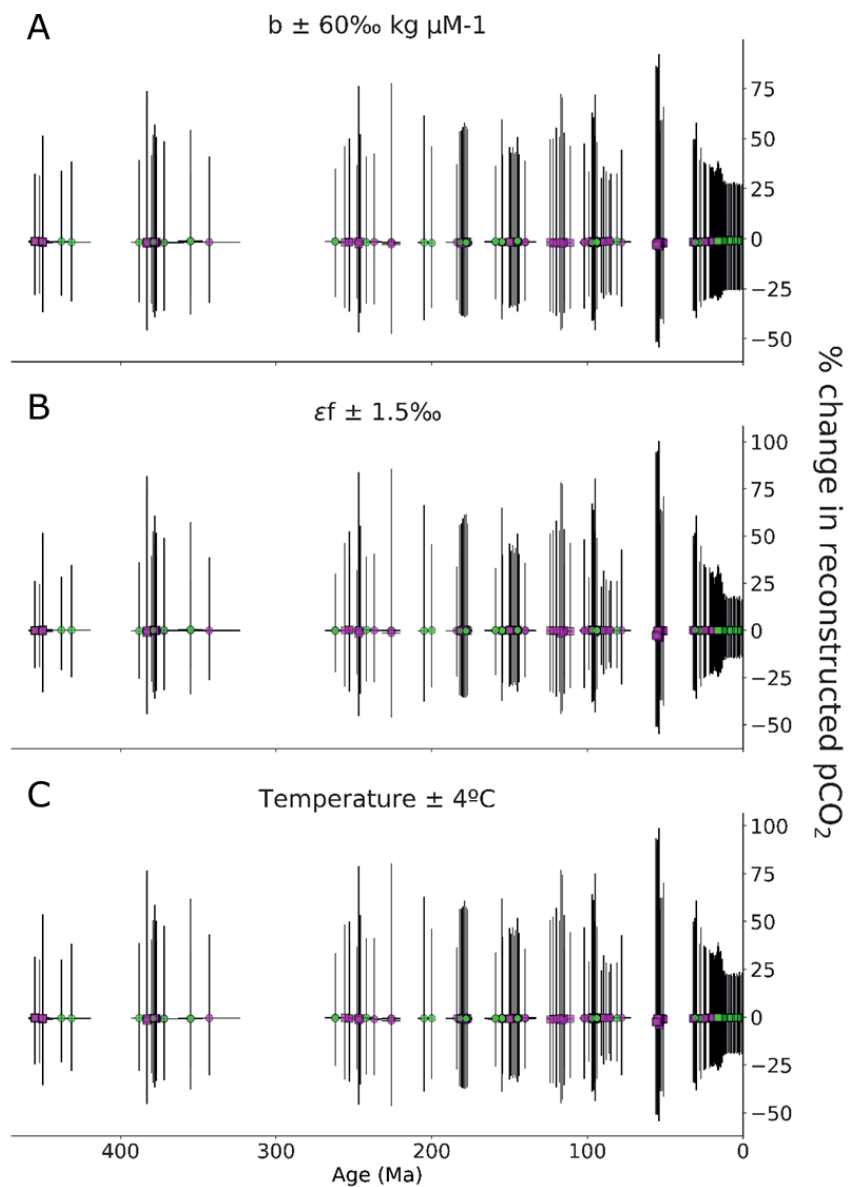 A
b ± 60‰ kg μM-1
75
50
25
0
−25
−50
B
εf ± 1.5‰
100
75
50
25
0
−25
−50
C
Temperature ± 4ºC
100
75
50
25
0
−25
−50
% change in reconstructed pCO₂
400 300 200 100 0
Age (Ma)